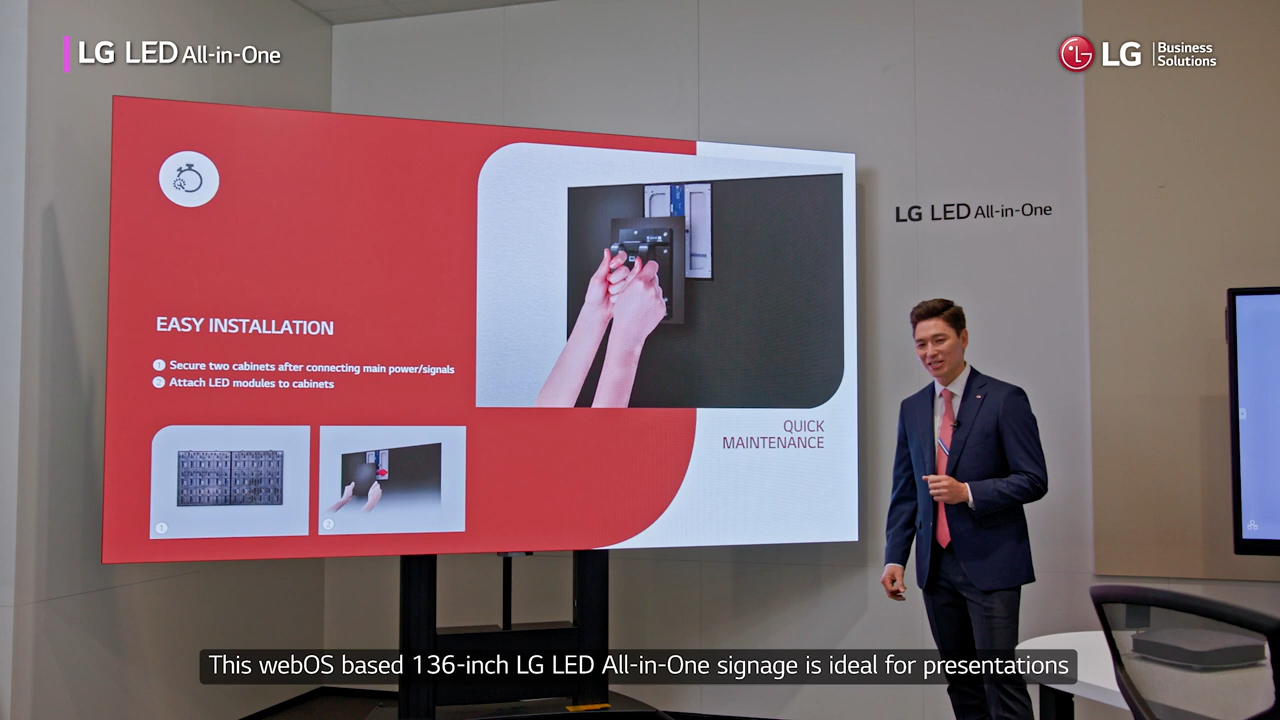 LG LED All-in-One
LG Business
Solutions
LG LED All-in-One
EASY INSTALLATION
1 Secure two cabinets after connecting main power/signals
2 Attach LED modules to cabinets
QUICK
MAINTENANCE
1
2
This webOS based 136-inch LG LED All-in-One signage is ideal for presentations